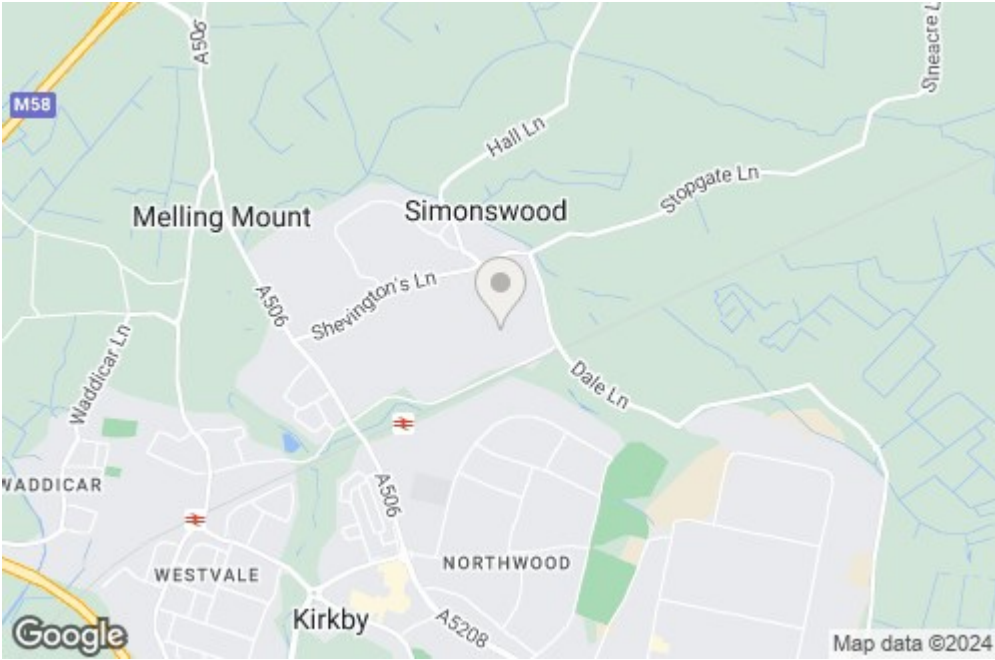 A506
Sineacre L
M58
Hall Ln
Stopgate Ln
Melling Mount
Simonswood
Shevington's Ln
A506
Waddicar Ln
Dale Ln
WADDICAR
A506
WESTVALE
NORTHWOOD
Kirkby
A5208
Google
Map data ©2024